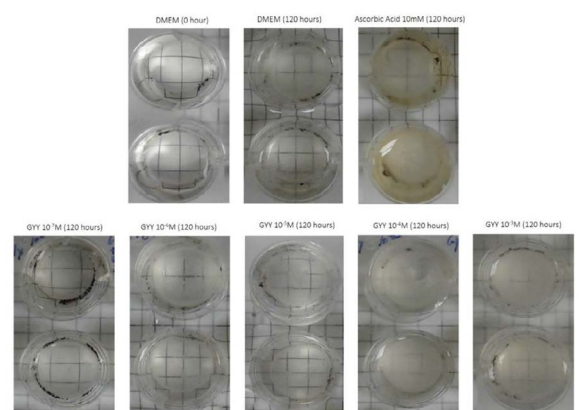 DMEM (0 hour)
DMEM (120 hours)
Ascorbic Acid 10mM (120 hours)
GYY 10⁻⁷M (120 hours)
GYY 10⁻⁶M (120 hours)
GYY 10⁻⁵M (120 hours)
GYY 10⁻⁴M (120 hours)
GYY 10⁻³M (120 hours)